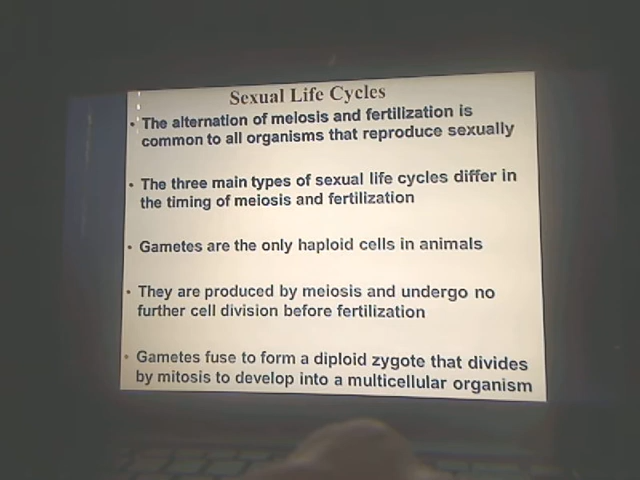 Sexual Life Cycles
• The alternation of meiosis and fertilization is
common to all organisms that reproduce sexually
• The three main types of sexual life cycles differ in
the timing of meiosis and fertilization
• Gametes are the only haploid cells in animals
• They are produced by meiosis and undergo no
further cell division before fertilization
• Gametes fuse to form a diploid zygote that divides
by mitosis to develop into a multicellular organism